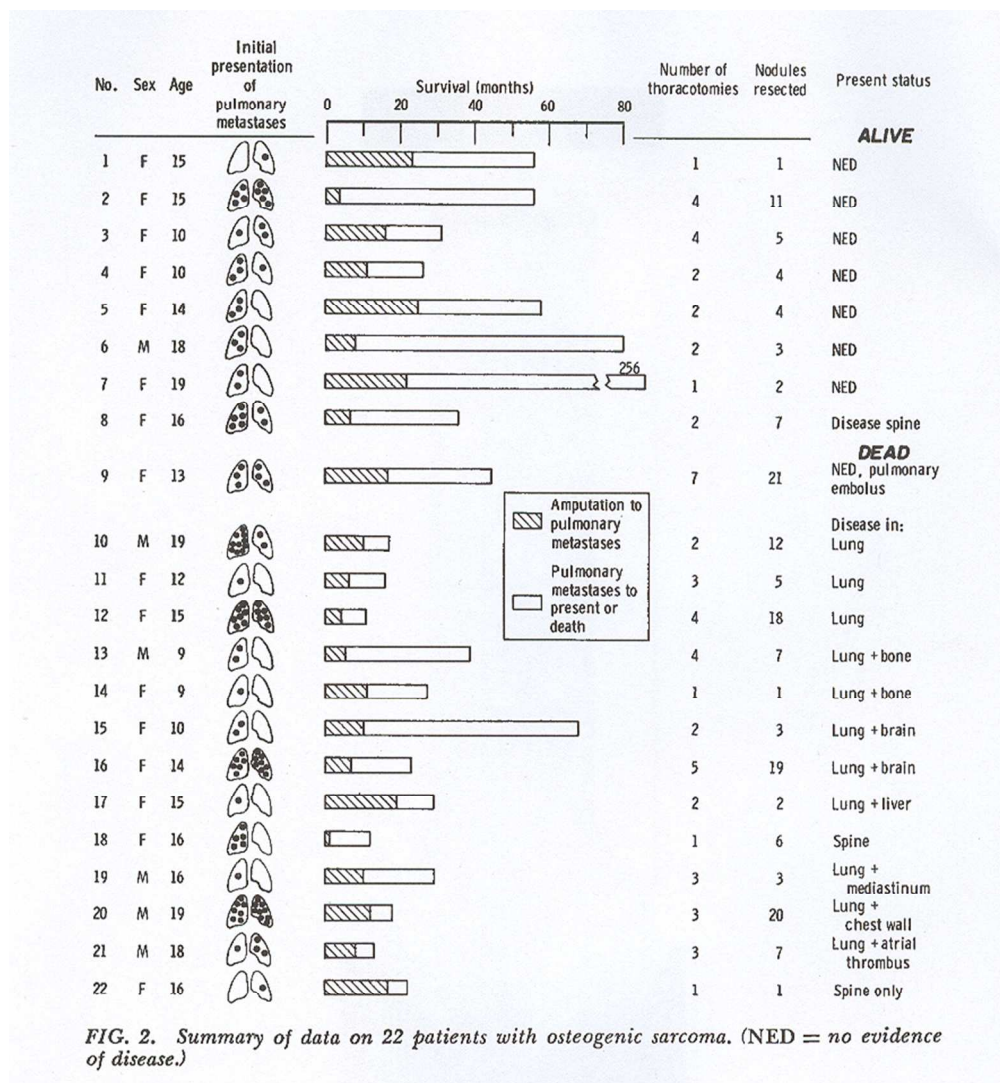 Initial
presentation
of
pulmonary
metastases
No. Sex Age
Survival (months)
0 20 40 60 80
Number of
thoracotomies
Nodules
resected
Present status
ALIVE
1 F 15 1 1 NED
2 F 15 4 11 NED
3 F 10 4 5 NED
4 F 10 2 4 NED
5 F 14 2 4 NED
6 M 18 2 3 NED
256
7 F 19 1 2 NED
8 F 16 2 7 Disease spine
DEAD
9 F 13 7 21 NED, pulmonary
embolus
Amputation to
pulmonary
metastases
Pulmonary
metastases to
present or
death
Disease in:
10 M 19 2 12 Lung
11 F 12 3 5 Lung
12 F 15 4 18 Lung
13 M 9 4 7 Lung + bone
14 F 9 1 1 Lung + bone
15 F 10 2 3 Lung + brain
16 F 14 5 19 Lung + brain
17 F 15 2 2 Lung + liver
18 F 16 1 6 Spine
19 M 16 3 3 Lung +
mediastinum
20 M 19 3 20 Lung +
chest wall
21 M 18 3 7 Lung + atrial
thrombus
22 F 16 1 1 Spine only
FIG. 2. Summary of data on 22 patients with osteogenic sarcoma. (NED = no evidence
of disease.)